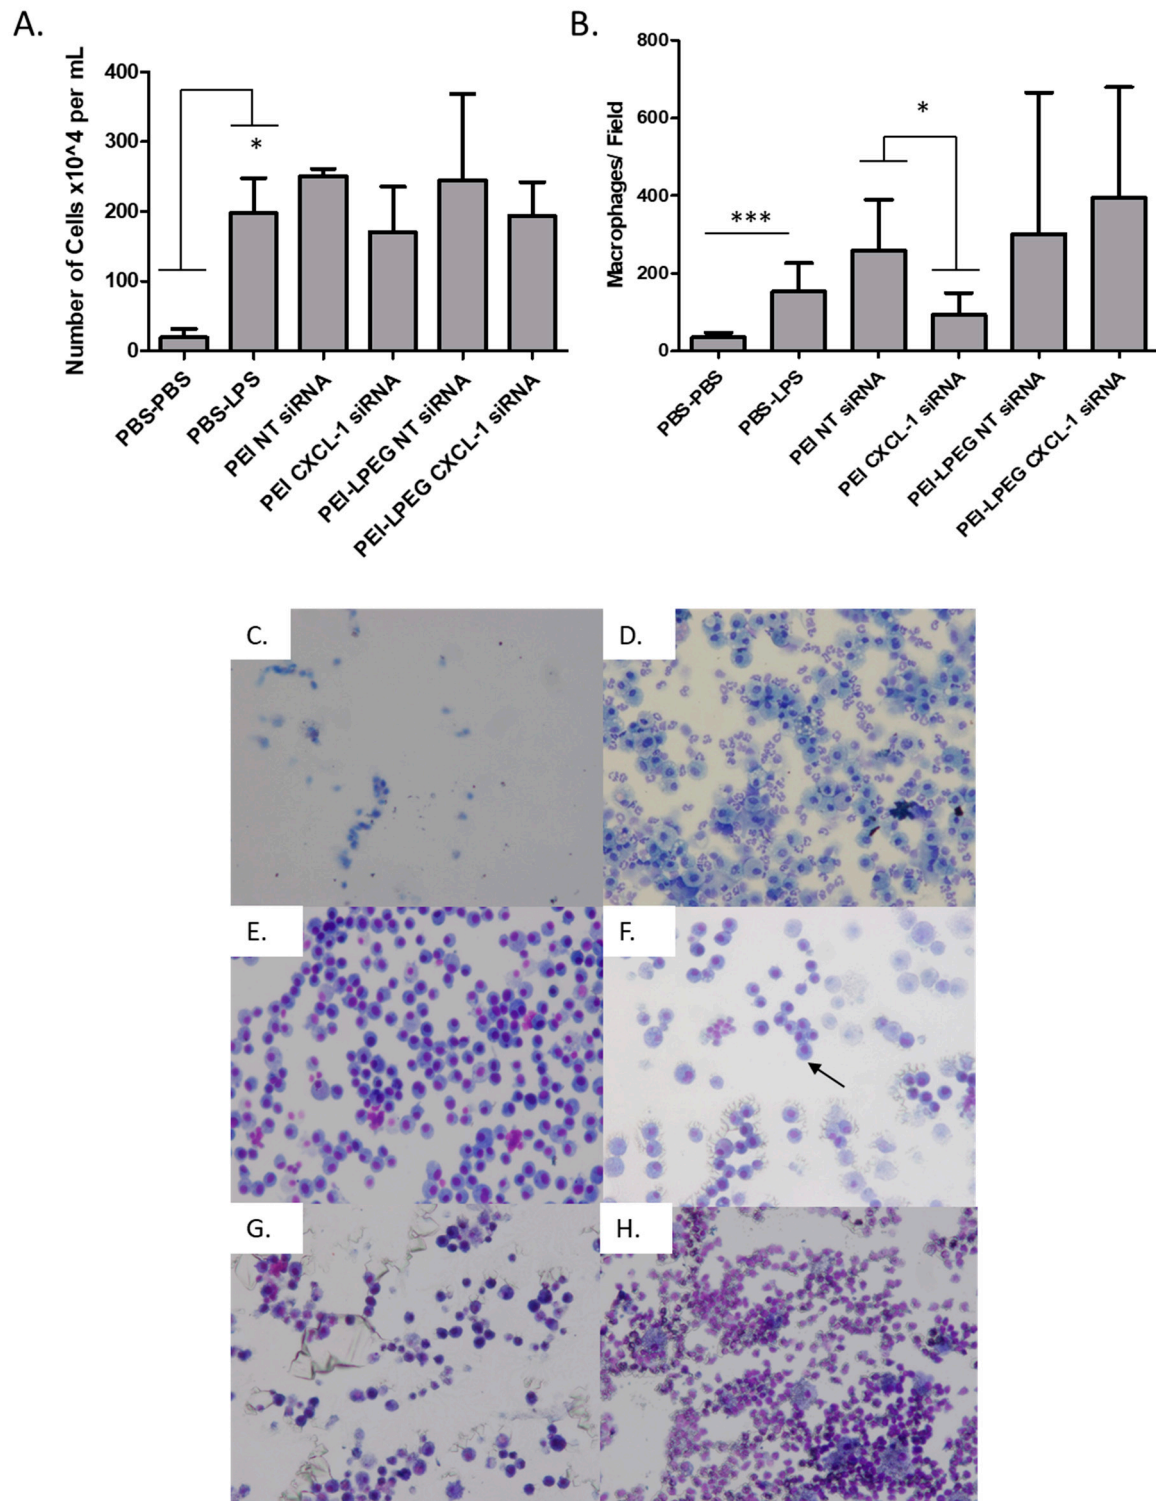 A.
Number of Cells x10^4 per mL
400
300
200
100
0
*
PBS-PBS
PBS-LPS
PEI NT siRNA
PEI CXCL-1 siRNA
PEI-LPEG NT siRNA
PEI-LPEG CXCL-1 siRNA
B.
Macrophages/ Field
800
600
400
200
0
***
*
PBS-PBS
PBS-LPS
PEI NT siRNA
PEI CXCL-1 siRNA
PEI-LPEG NT siRNA
PEI-LPEG CXCL-1 siRNA
C.
D.
E.
F.
G.
H.